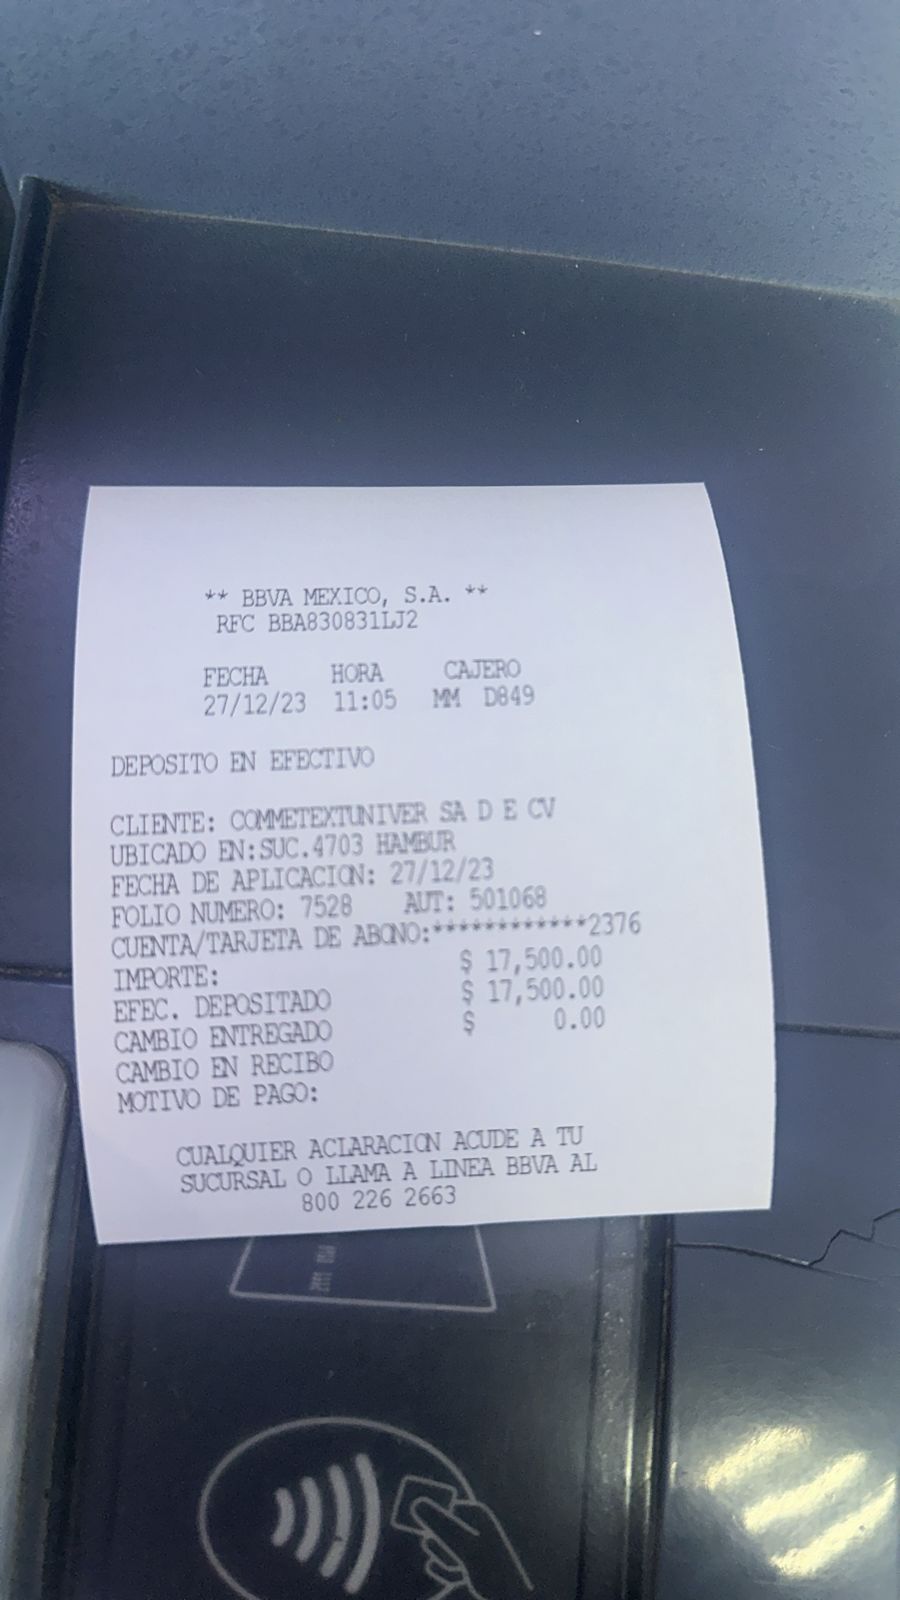 ** BBVA MEXICO, S.A. **
RFC BBA830831LJ2
FECHA HORA CAJERO
27/12/23 11:05 MM D849
DEPOSITO EN EFECTIVO
CLIENTE: COMMETEXTUNIVER SA D E CV
UBICADO EN:SUC.4703 HAMBUR
FECHA DE APLICACION: 27/12/23
FOLIO NUMERO: 7528 AUT: 501068
CUENTA/TARJETA DE ABONO:************2376
IMPORTE: $ 17,500.00
EFEC. DEPOSITADO $ 17,500.00
CAMBIO ENTREGADO $ 0.00
CAMBIO EN RECIBO
MOTIVO DE PAGO:
CUALQUIER ACLARACION ACUDE A TU
SUCURSAL O LLAMA A LINEA BBVA AL
800 226 2663